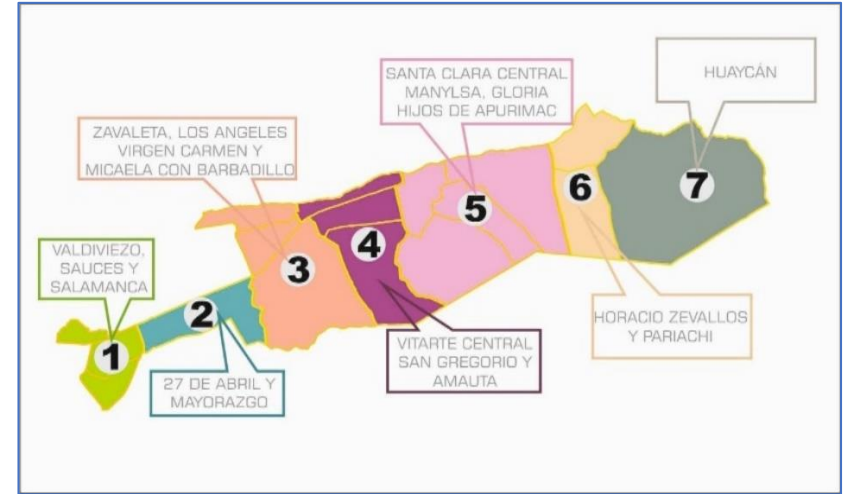 SANTA CLARA CENTRAL
MANYLSA, GLORIA
HIJOS DE APURIMAC
HUAYCÁN
ZAVALETA, LOS ANGELES
VIRGEN CARMEN Y
MICAELA CON BARBADILLO
VALDIVIEZO,
SAUCES Y
SALAMANCA
1
2
3
4
5
6
7
27 DE ABRIL Y
MAYORAZGO
VITARTE CENTRAL
SAN GREGORIO Y
AMAUTA
HORACIO ZEVALLOS
Y PARIACHI